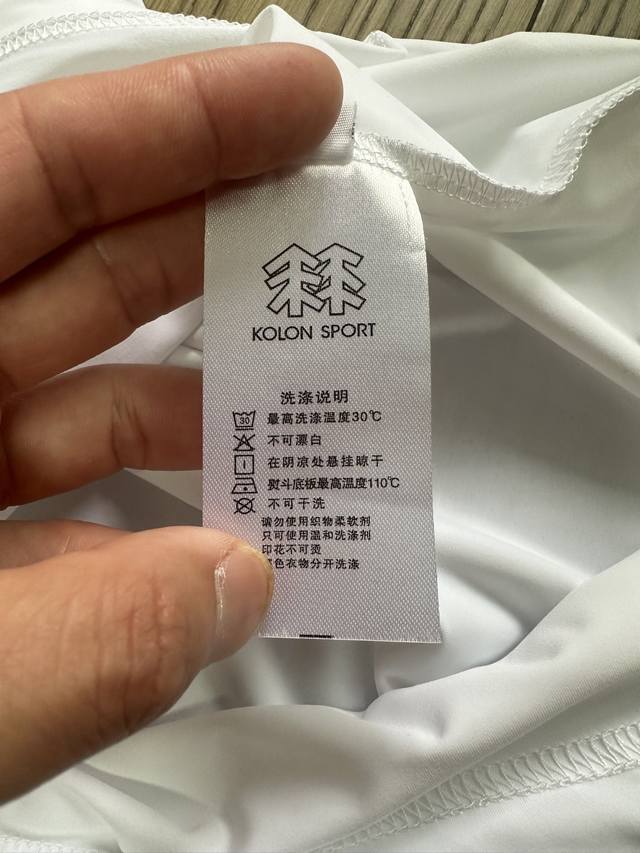 KOLON SPORT
洗涤说明
30 最高洗涤温度30℃
不可漂白
在阴凉处悬挂晾干
熨斗底板最高温度110℃
不可干洗
请勿使用织物柔软剂
只可使用温和洗涤剂
印花不可烫
色衣物分开洗涤